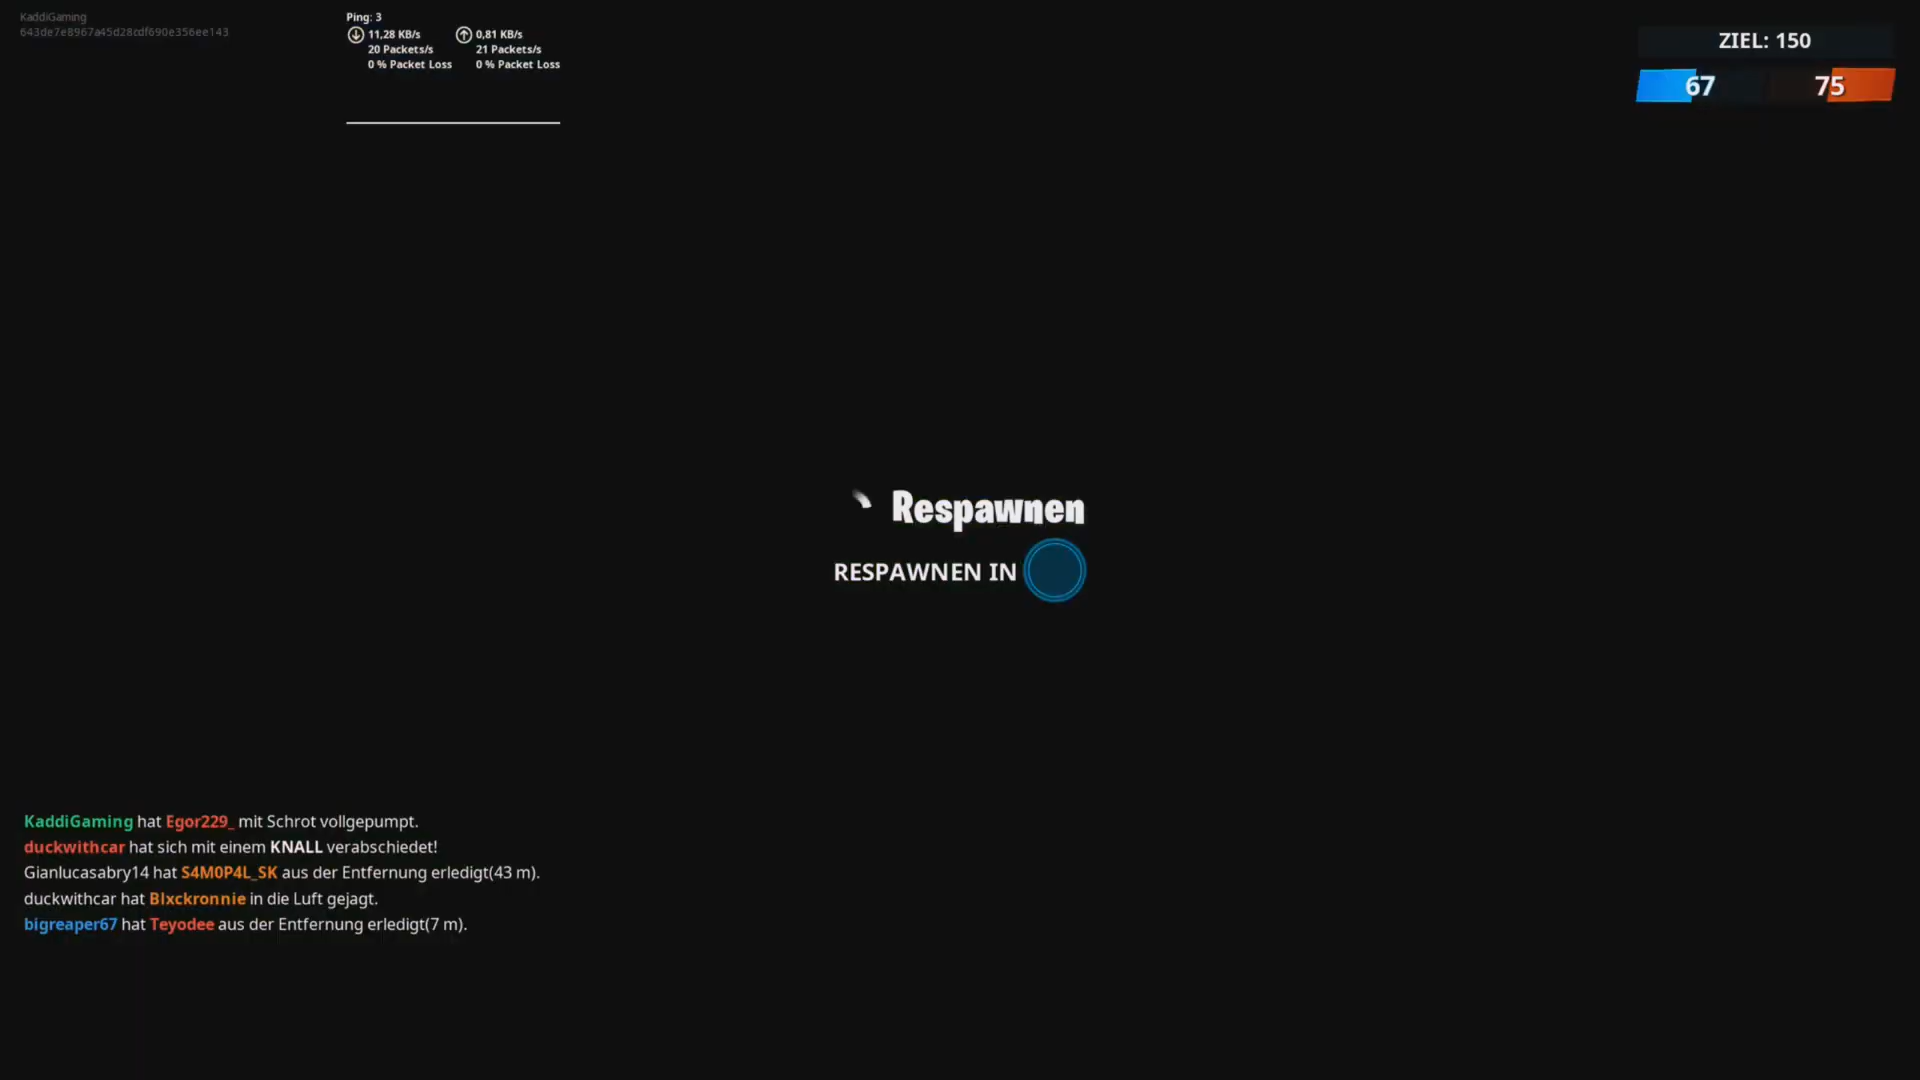 KaddiGaming
643de7e8967a45d28cdf690e356ee143
Ping: 3
11,28 KB/s
20 Packets/s
0 % Packet Loss
0,81 KB/s
21 Packets/s
0 % Packet Loss
ZIEL: 150
67
75
Respawnen
RESPAWNEN IN
KaddiGaming hat Egor229_ mit Schrot vollgepumpt.
duckwithcar hat sich mit einem KNALL verabschiedet!
Gianlucasabry14 hat S4M0P4L_SK aus der Entfernung erledigt(43 m).
duckwithcar hat Blxckronnie in die Luft gejagt.
bigreaper67 hat Teyodee aus der Entfernung erledigt(7 m).